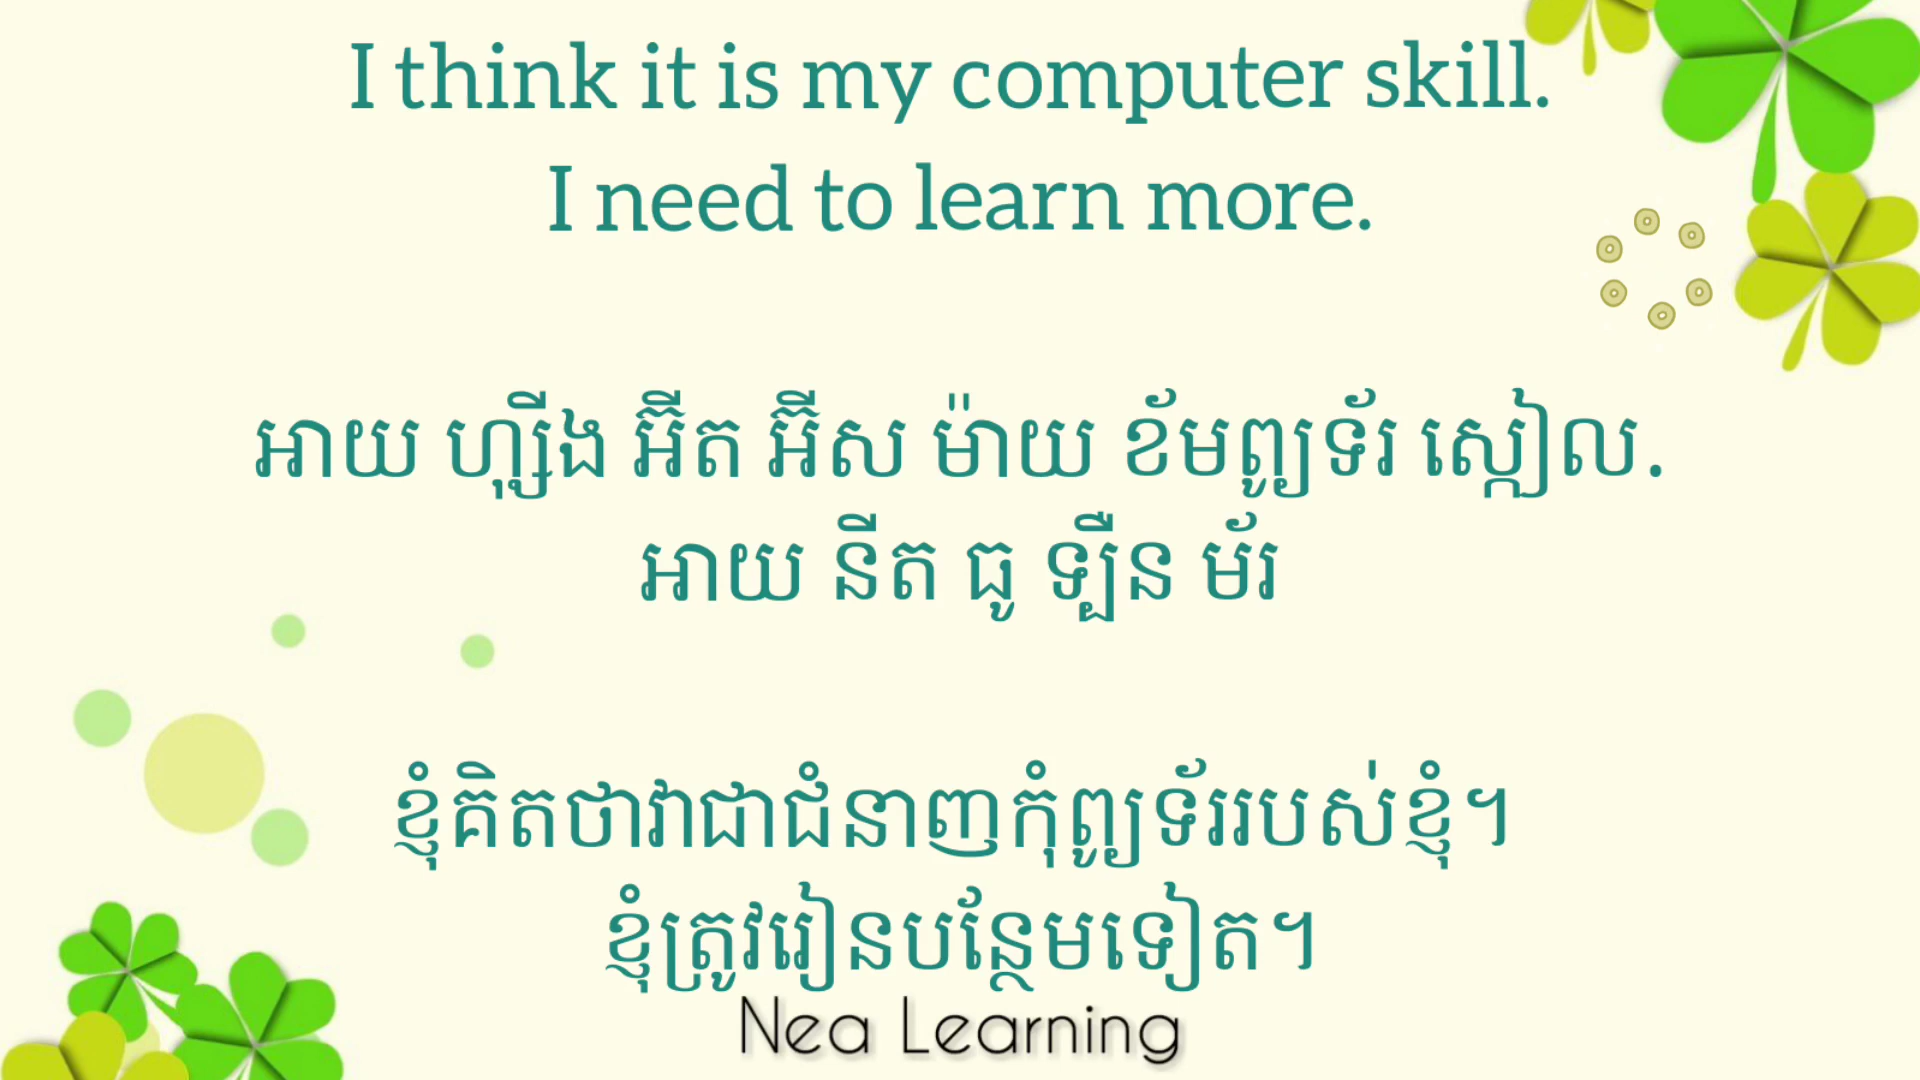 I think it is my computer skill.
I need to learn more.
អាយ ហ្ស៊ីង អ៊ីត អ៊ីស ម៉ាយ ខ័មព្យូទ័រ ស្កៀល.
អាយ នីត ធូ ឡឺន ម័រ
ខ្ញុំគិតថាវាជាជំនាញកុំព្យូទ័ររបស់ខ្ញុំ។
ខ្ញុំត្រូវរៀនបន្ថែមទៀត។
Nea Learning